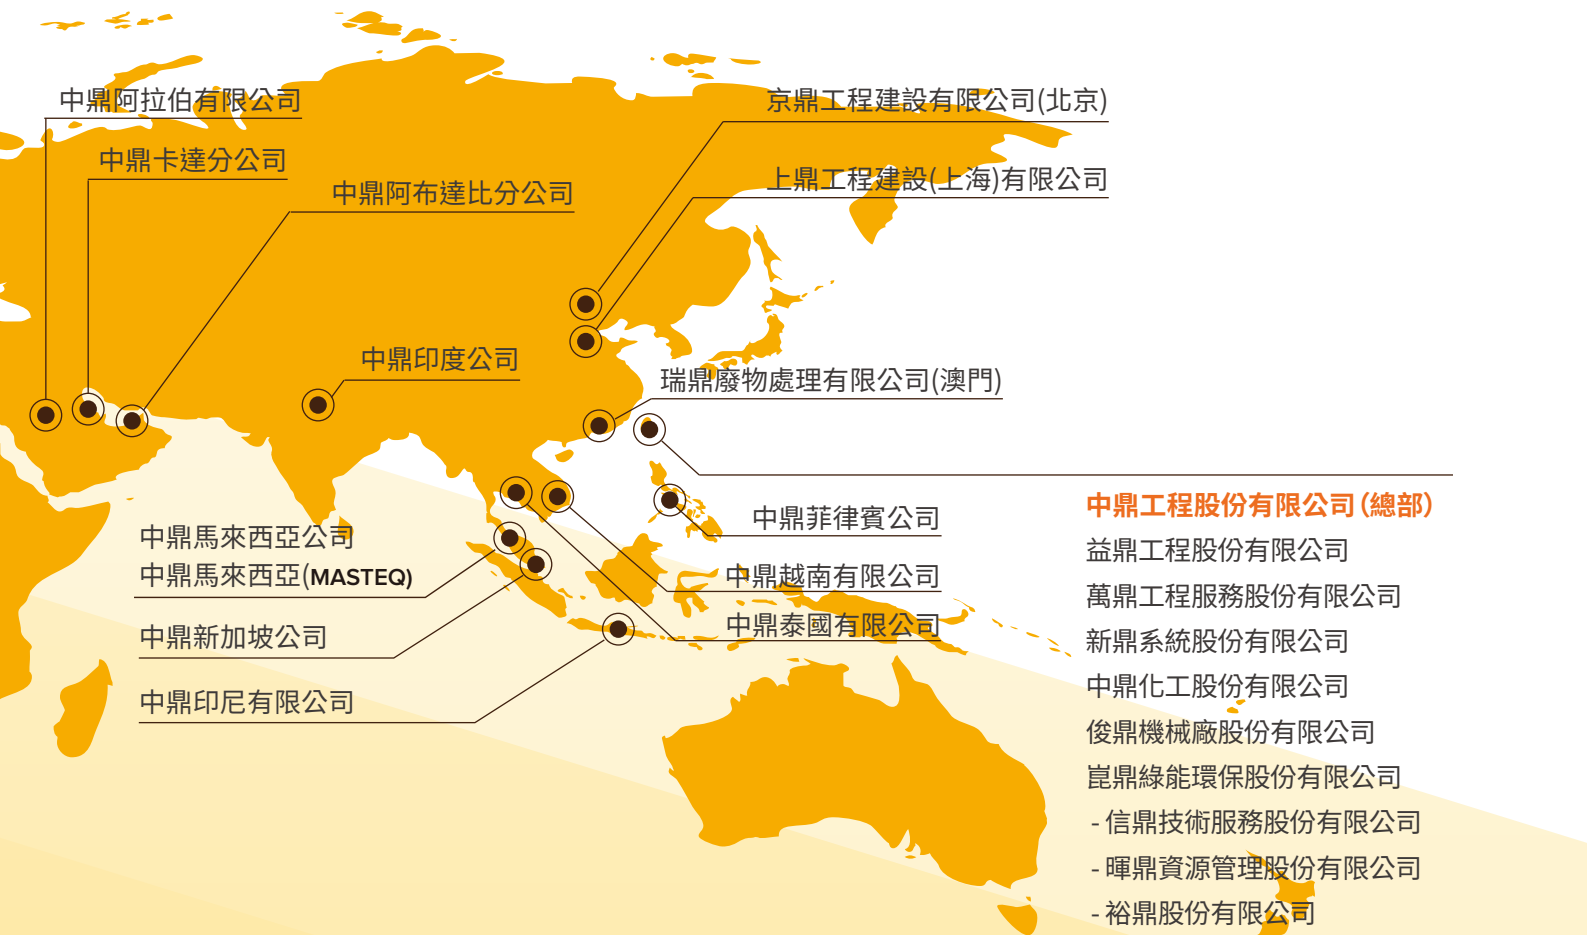 中鼎阿拉伯有限公司
中鼎卡達分公司
中鼎阿布達比分公司
京鼎工程建設有限公司(北京)
上鼎工程建設(上海)有限公司
中鼎印度公司
瑞鼎廢物處理有限公司(澳門)
中鼎馬來西亞公司
中鼎馬來西亞(MASTEQ)
中鼎新加坡公司
中鼎印尼有限公司
中鼎菲律賓公司
中鼎越南有限公司
中鼎泰國有限公司
中鼎工程股份有限公司(總部)
益鼎工程股份有限公司
萬鼎工程服務股份有限公司
新鼎系統股份有限公司
中鼎化工股份有限公司
俊鼎機械廠股份有限公司
崑鼎綠能環保股份有限公司
- 信鼎技術服務股份有限公司
- 暉鼎資源管理股份有限公司
- 裕鼎股份有限公司